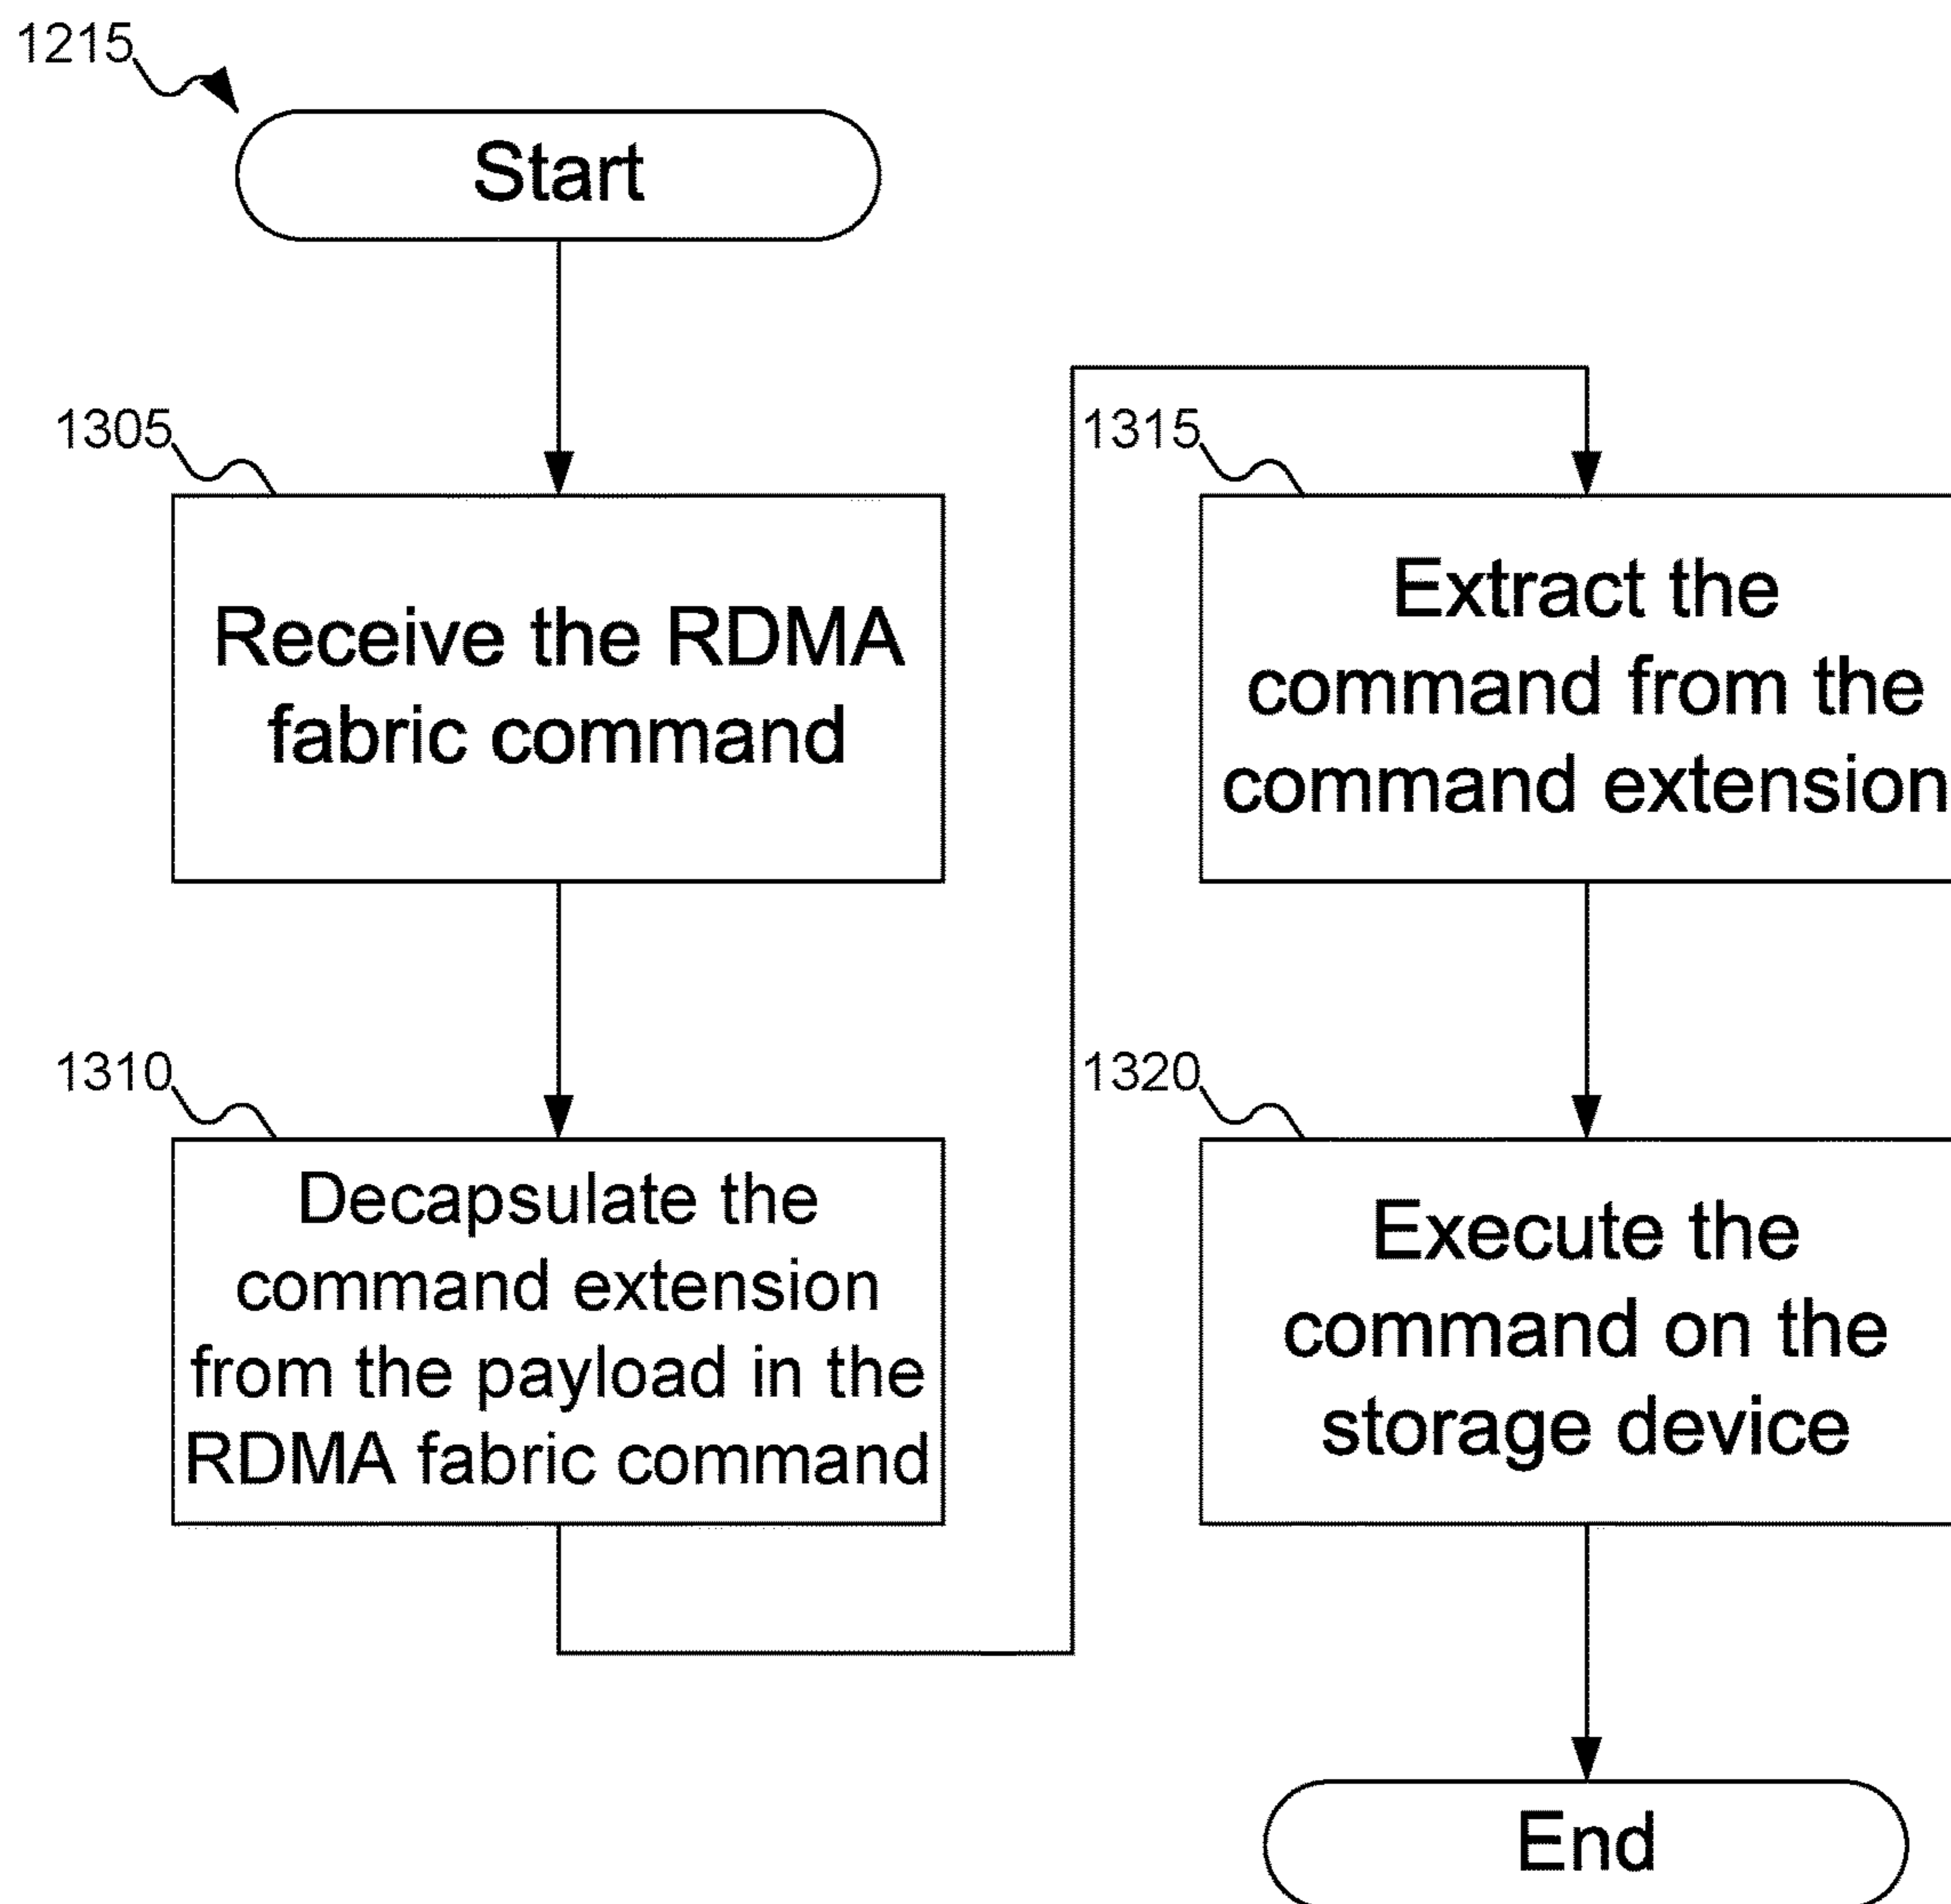 1215
Start
1305
Receive the RDMA
fabric command
1310
Decapsulate the
command extension
from the payload in the
RDMA fabric command
1315
Extract the
command from the
command extension
1320
Execute the
command on the
storage device
End